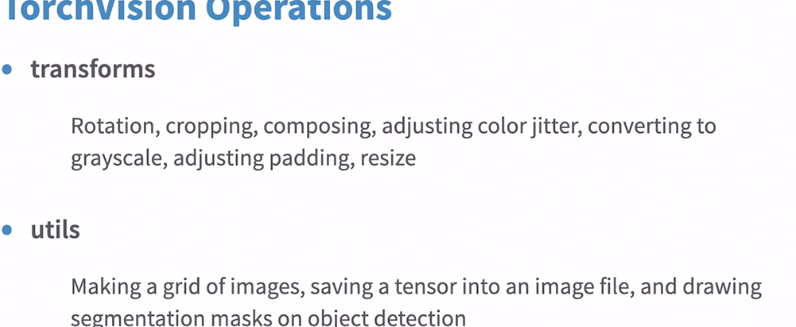 TorchVision Operations
• transforms
Rotation, cropping, composing, adjusting color jitter, converting to
grayscale, adjusting padding, resize
• utils
Making a grid of images, saving a tensor into an image file, and drawing
segmentation masks on object detection